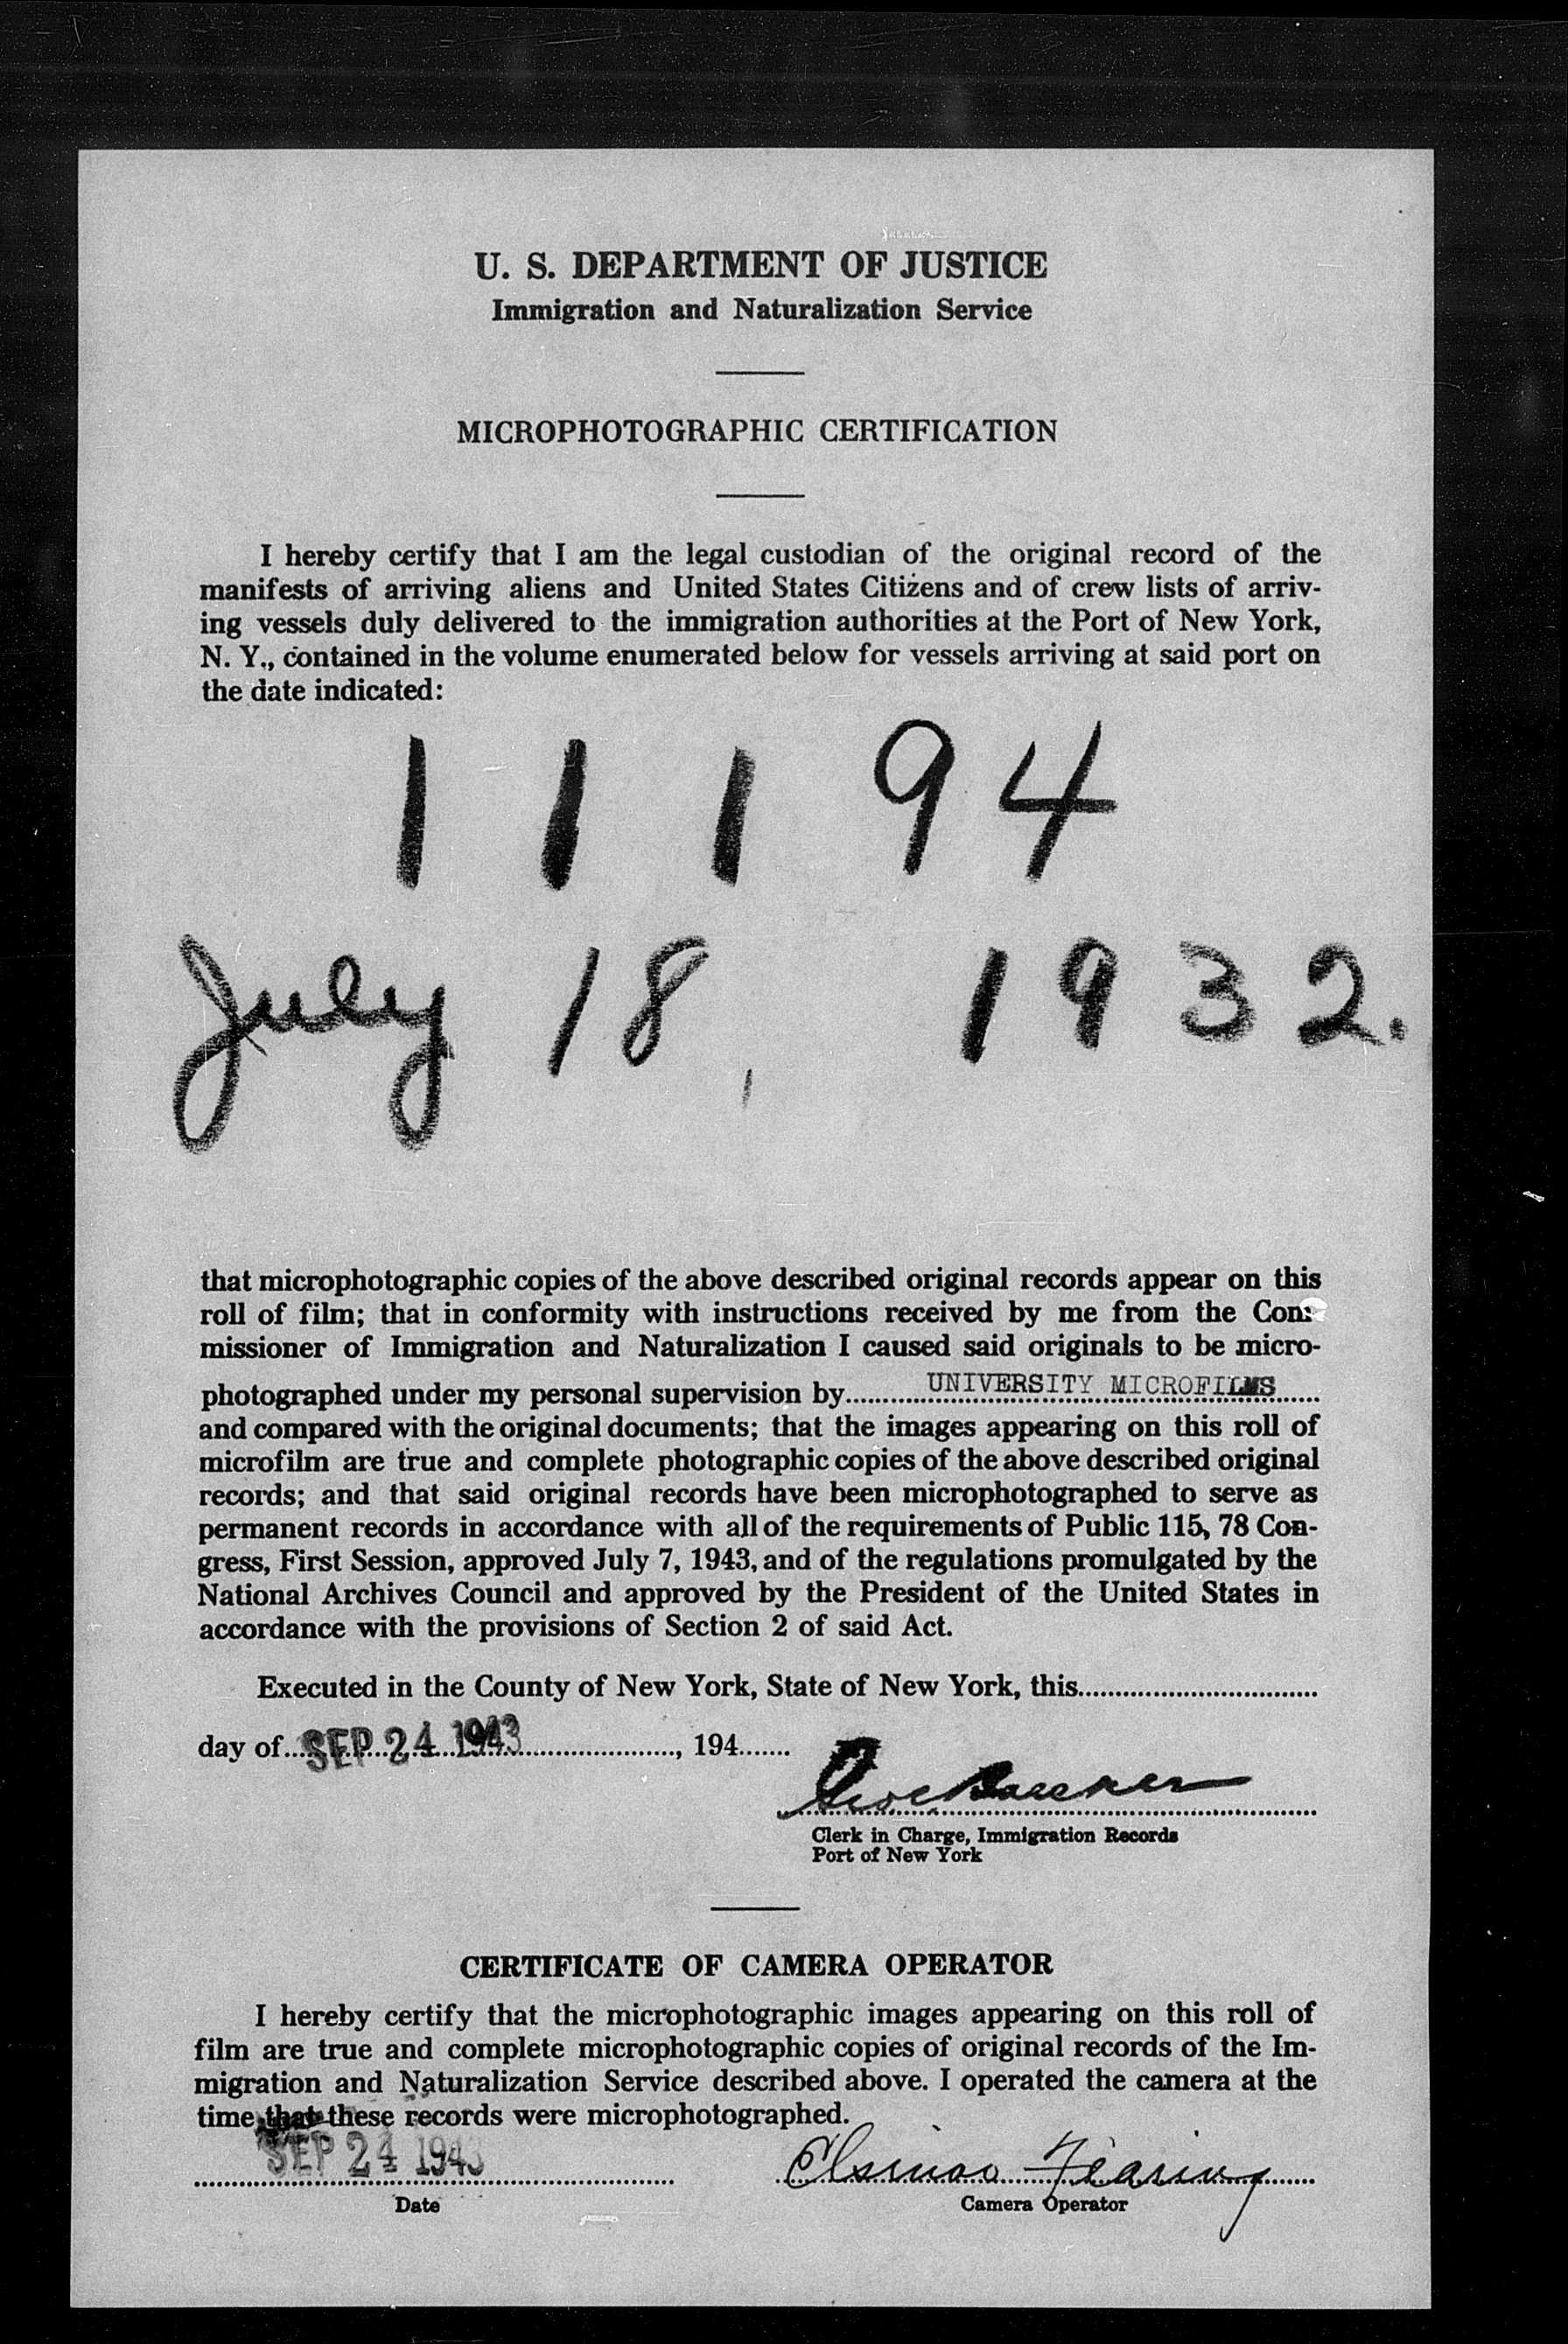 U. S. DEPARTMENT OF JUSTICE
Immigration and Naturalization Service
MICROPHOTOGRAPHIC CERTIFICATION
I hereby certify that I am the legal custodian of the original record of the
manifests of arriving aliens and United States Citizens and of crew lists of arriv-
ing vessels duly delivered to the immigration authorities at the Port of New York,
N. Y., contained in the volume enumerated below for vessels arriving at said port on
the date indicated:
11194
July 18, 1932.
that microphotographic copies of the above described original records appear on this
roll of film; that in conformity with instructions received by me from the Com-
missioner of Immigration and Naturalization I caused said originals to be micro-
photographed under my personal supervision by UNIVERSITY MICROFILMS
and compared with the original documents; that the images appearing on this roll of
microfilm are true and complete photographic copies of the above described original
records; and that said original records have been microphotographed to serve as
permanent records in accordance with all of the requirements of Public 115, 78 Con-
gress, First Session, approved July 7, 1943, and of the regulations promulgated by the
National Archives Council and approved by the President of the United States in
accordance with the provisions of Section 2 of said Act.
Executed in the County of New York, State of New York, this
day of SEP 24 1943, 194
Clerk in Charge, Immigration Records
Port of New York
CERTIFICATE OF CAMERA OPERATOR
I hereby certify that the microphotographic images appearing on this roll of
film are true and complete microphotographic copies of original records of the Im-
migration and Naturalization Service described above. I operated the camera at the
time that these records were microphotographed.
SEP 24 1943 Fearing
Date Camera Operator